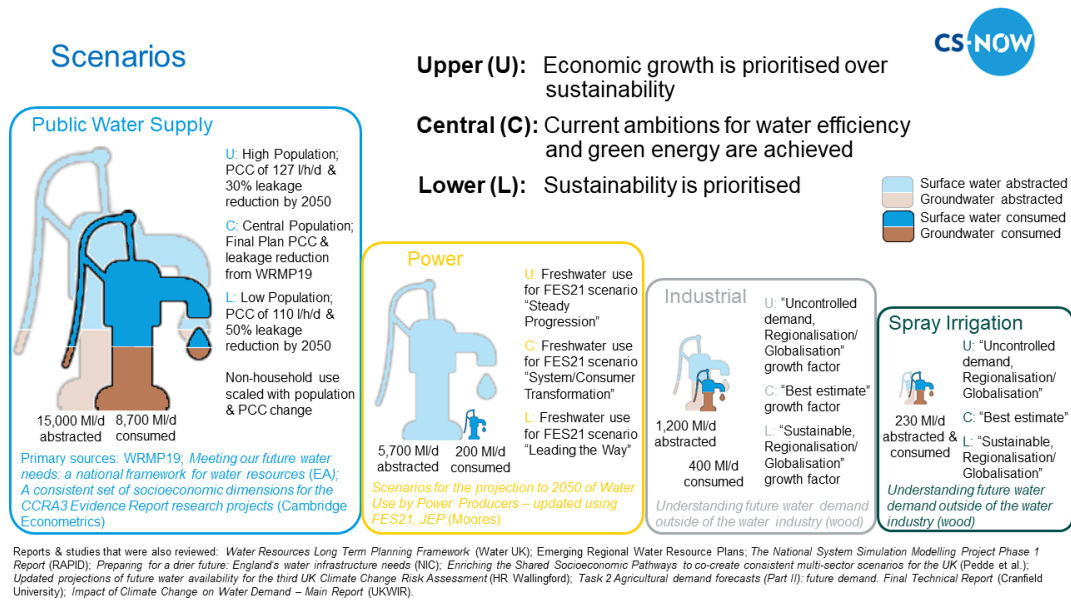 Scenarios
CS-NOW
Upper (U): Economic growth is prioritised over
sustainability
Central (C): Current ambitions for water efficiency
and green energy are achieved
Lower (L): Sustainability is prioritised
Surface water abstracted
Groundwater abstracted
Surface water consumed
Groundwater consumed
Public Water Supply
U: High Population;
PCC of 127 l/h/d &
30% leakage
reduction by 2050
C: Central Population;
Final Plan PCC &
leakage reduction
from WRMP19
L: Low Population;
PCC of 110 l/h/d &
50% leakage
reduction by 2050
Non-household use
scaled with population
& PCC change
15,000 Ml/d
abstracted
8,700 Ml/d
consumed
Primary sources: WRMP19; Meeting our future water
needs: a national framework for water resources (EA);
A consistent set of socioeconomic dimensions for the
CCRA3 Evidence Report research projects (Cambridge
Econometrics)
Power
U: Freshwater use
for FES21 scenario
“Steady
Progression”
C: Freshwater use
for FES21 scenario
“System/Consumer
Transformation”
L: Freshwater use
for FES21 scenario
“Leading the Way”
5,700 Ml/d
abstracted
200 Ml/d
consumed
Scenarios for the projection to 2050 of Water
Use by Power Producers – updated using
FES21, JEP (Moores)
Industrial
U: “Uncontrolled
demand,
Regionalisation/
Globalisation”
growth factor
C: “Best estimate”
growth factor
L: “Sustainable,
Regionalisation/
Globalisation”
growth factor
1,200 Ml/d
abstracted
400 Ml/d
consumed
Understanding future water demand
outside of the water industry (wood)
Spray Irrigation
U: “Uncontrolled
demand,
Regionalisation/
Globalisation”
C: “Best estimate”
L: “Sustainable,
Regionalisation/
Globalisation”
230 Ml/d
abstracted &
consumed
Understanding future water
demand outside of the water
industry (wood)
Reports & studies that were also reviewed: Water Resources Long Term Planning Framework (Water UK); Emerging Regional Water Resource Plans; The National System Simulation Modelling Project Phase 1
Report (RAPID); Preparing for a drier future: England's water infrastructure needs (NIC); Enriching the Shared Socioeconomic Pathways to co-create consistent multi-sector scenarios for the UK (Pedde et al.);
Updated projections of future water availability for the third UK Climate Change Risk Assessment (HR Wallingford); Task 2 Agricultural demand forecasts (Part II): future demand. Final Technical Report (Cranfield
University); Impact of Climate Change on Water Demand – Main Report (UKWIR).